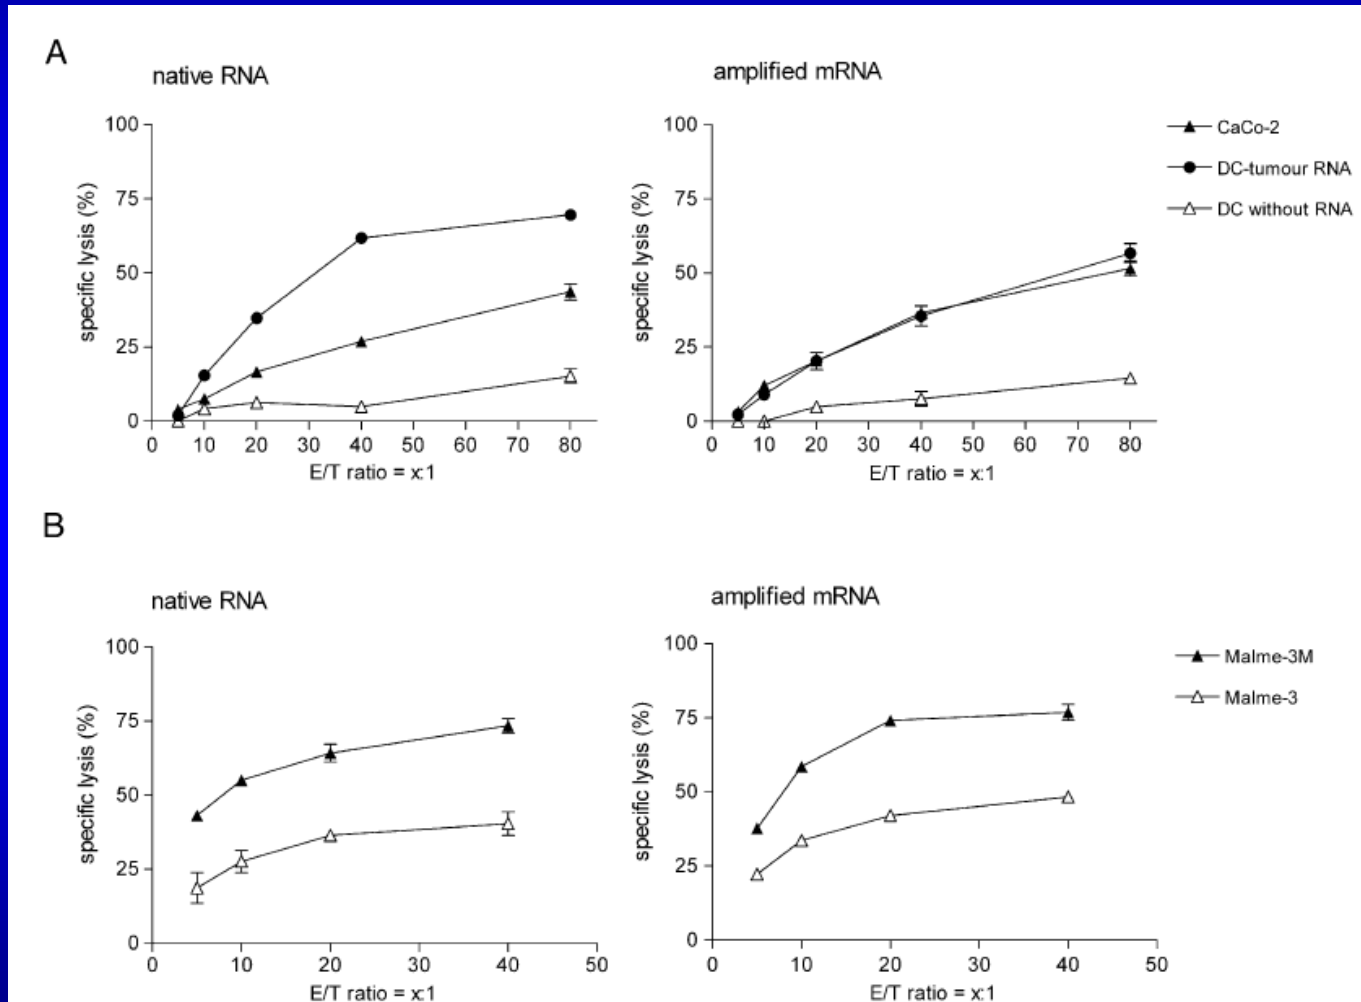 A
native RNA
100
75
50
25
0
specific lysis (%)
0 10 20 30 40 50 60 70 80
E/T ratio = x:1
amplified mRNA
100
75
50
25
0
specific lysis (%)
0 10 20 30 40 50 60 70 80
E/T ratio = x:1
CaCo-2
DC-tumour RNA
DC without RNA
B
native RNA
100
75
50
25
0
specific lysis (%)
0 10 20 30 40 50
E/T ratio = x:1
amplified mRNA
100
75
50
25
0
specific lysis (%)
0 10 20 30 40 50
E/T ratio = x:1
Malme-3M
Malme-3